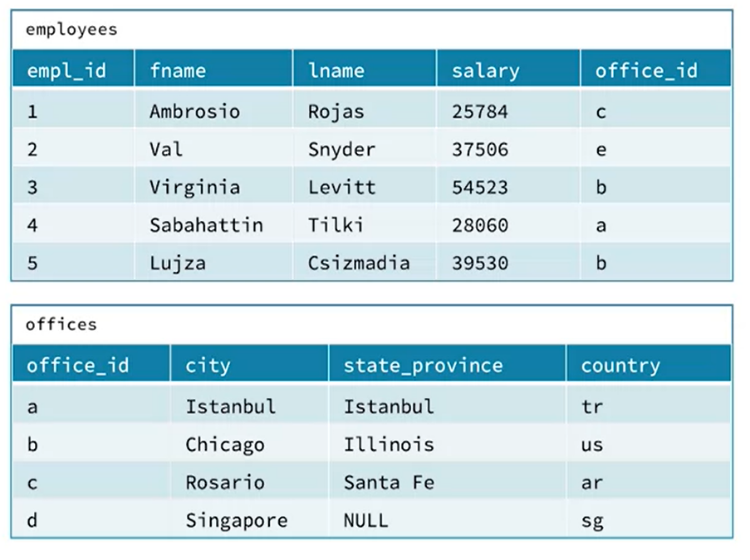 employees
empl_id fname lname salary office_id
1 Ambrosio Rojas 25784 c
2 Val Snyder 37506 e
3 Virginia Levitt 54523 b
4 Sabahattin Tilki 28060 a
5 Lujza Csizmadia 39530 b
offices
office_id city state_province country
a Istanbul Istanbul tr
b Chicago Illinois us
c Rosario Santa Fe ar
d Singapore NULL sg